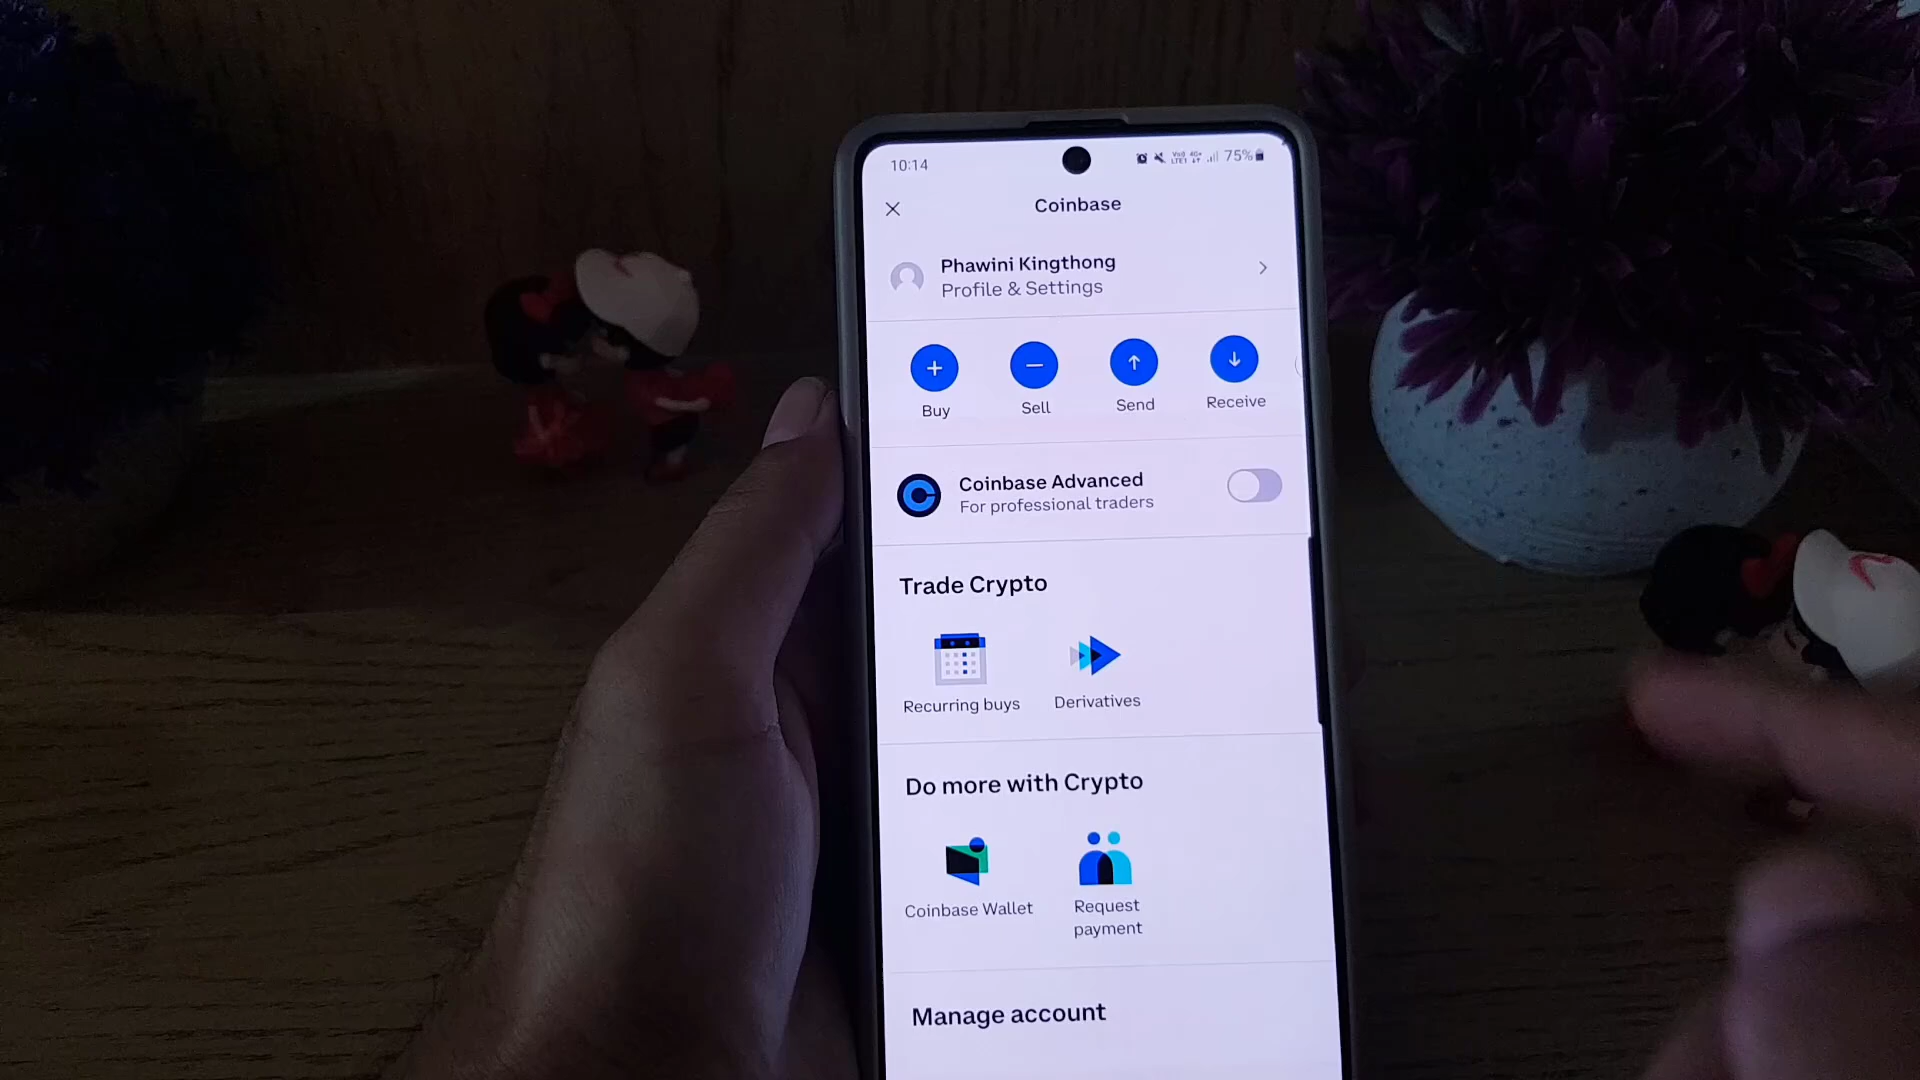 10:14
75%
Coinbase
Phawini Kingthong
Profile & Settings
Buy
Sell
Send
Receive
Coinbase Advanced
For professional traders
Trade Crypto
Recurring buys
Derivatives
Do more with Crypto
Coinbase Wallet
Request
payment
Manage account